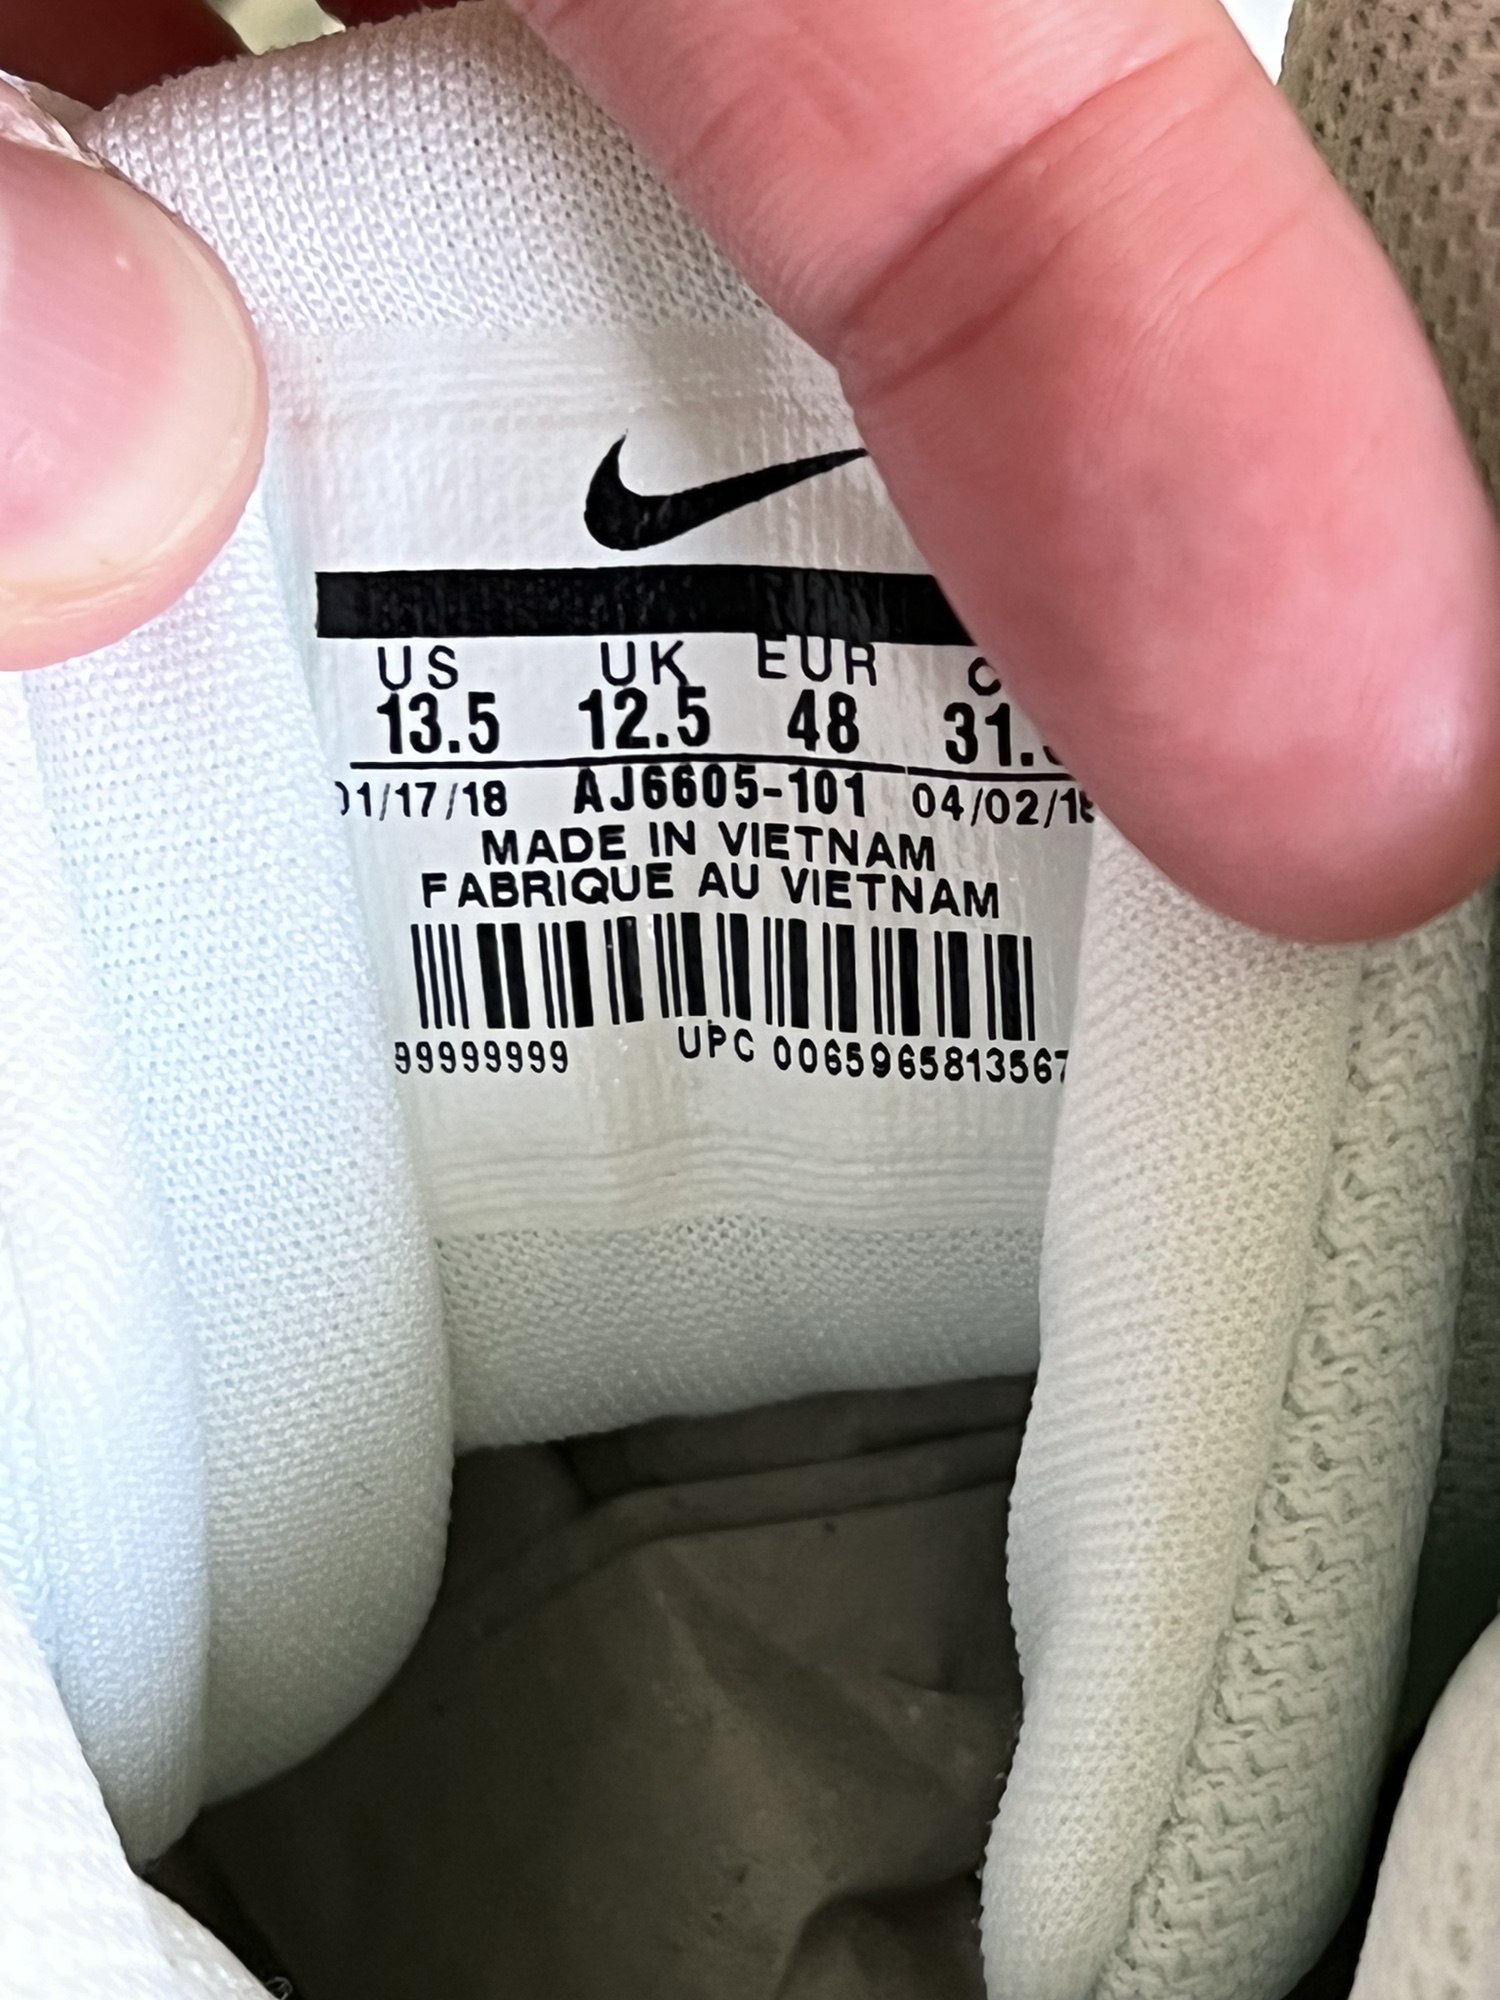 US UK EUR C
13.5 12.5 48 31.
01/17/18 AJ6605-101 04/02/18
MADE IN VIETNAM
FABRIQUE AU VIETNAM
99999999 UPC 0065965813567